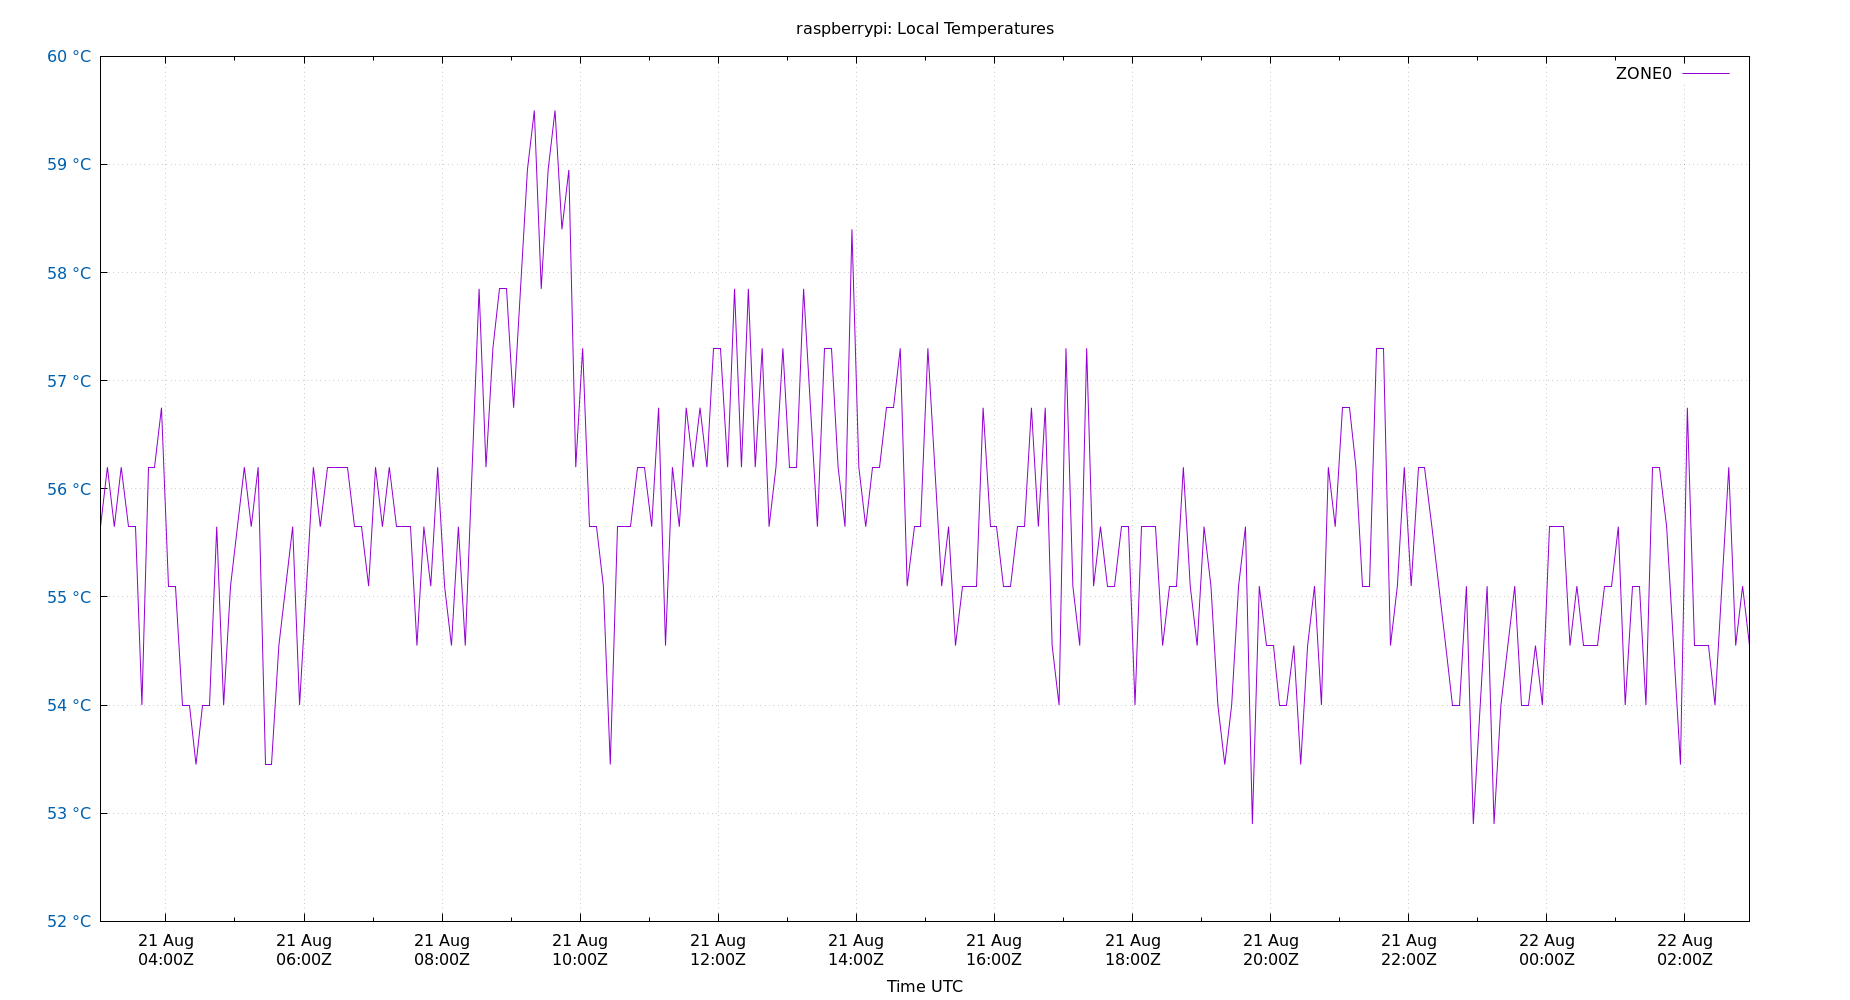 raspberrypi: Local Temperatures
60 °C
ZONE0
59 °C
58 °C
57 °C
56 °C
55 °C
54 °C
53 °C
52 °C
21 Aug 21 Aug 21 Aug 21 Aug 21 Aug 21 Aug 21 Aug 21 Aug 21 Aug 21 Aug 22 Aug 22 Aug
04:00Z 06:00Z 08:00Z 10:00Z 12:00Z 14:00Z 16:00Z 18:00Z 20:00Z 22:00Z 00:00Z 02:00Z
Time UTC